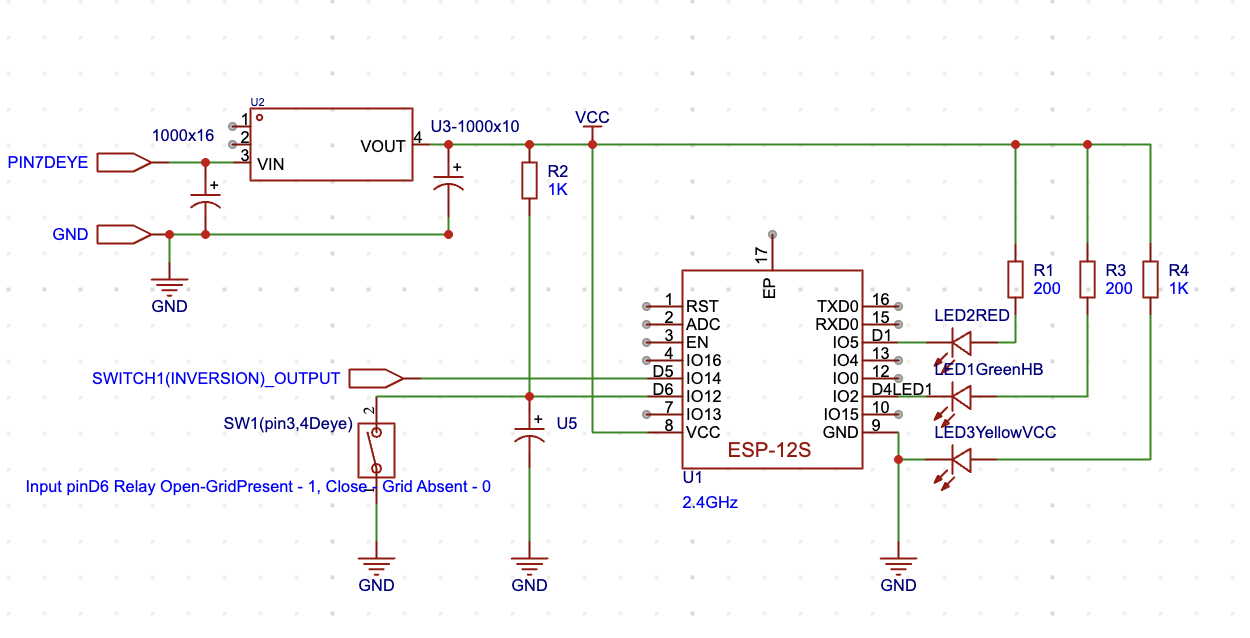 U2
1000x16
1
2
3
VIN
VOUT
4
U3-1000x10
VCC
PIN7DEYE
+
+
R2
1K
GND
GND
17
EP
R1
200
R3
200
R4
1K
1
RST
TXD0
16
2
ADC
RXD0
15
3
EN
IO5
D1
LED2RED
4
IO16
IO4
13
SWITCH1(INVERSION)_OUTPUT
D5
IO14
IO0
12
LED1GreenHB
D6
IO12
IO2
D4LED1
7
IO13
IO15
10
8
VCC
GND
9
LED3YellowVCC
2
SW1(pin3,4Deye)
+
U5
ESP-12S
U1
2.4GHz
Input pinD6 Relay Open-GridPresent - 1, Close - Grid Absent - 0
1
GND
GND
GND